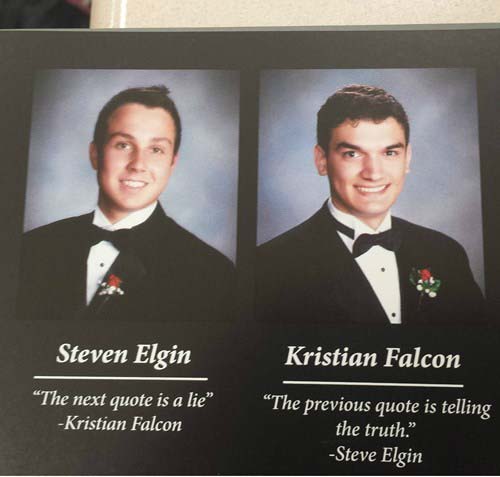 Steven Elgin
“The next quote is a lie”
-Kristian Falcon
Kristian Falcon
“The previous quote is telling
the truth.”
-Steve Elgin